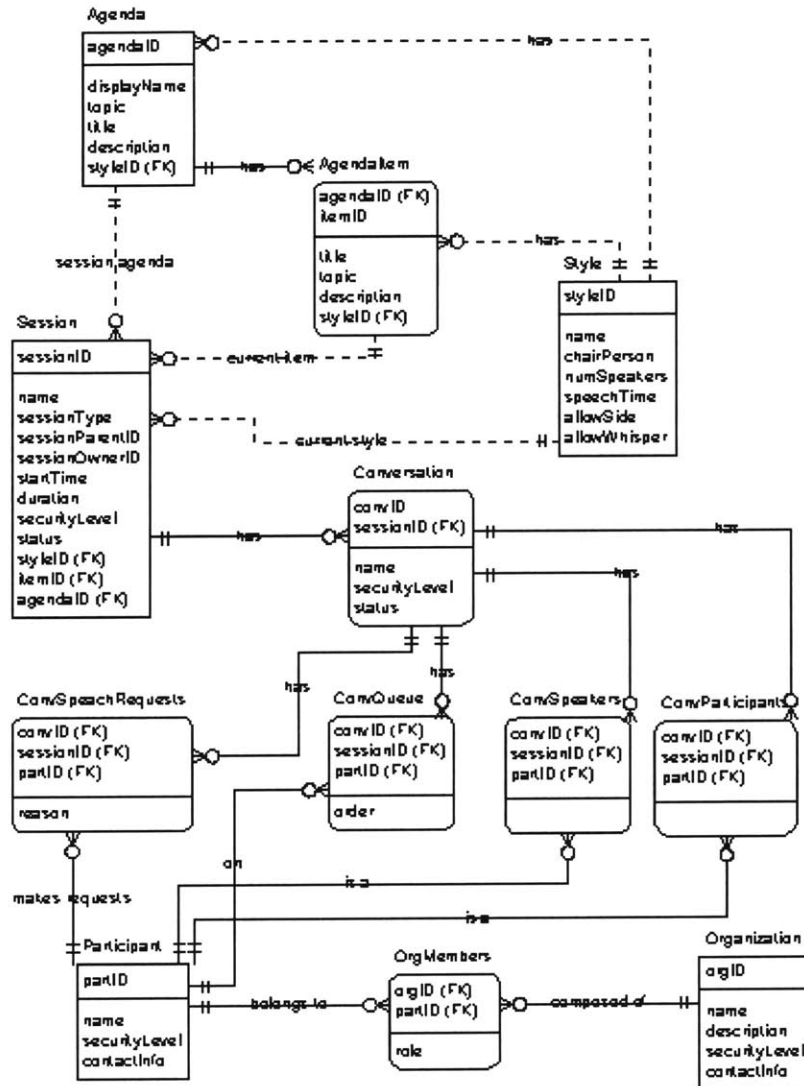 Agenda
agendaID
displayName
topic
title
description
styleID (FK)
has
has
AgendaItem
agendaID (FK)
itemID
title
topic
description
styleID (FK)
has
Style
styleID
name
chairPerson
numSpeakers
speechTime
allowSide
allowWhisper
session agenda
Session
sessionID
name
sessionType
sessionParentID
sessionOwnerID
startTime
duration
securityLevel
status
styleID (FK)
itemID (FK)
agendaID (FK)
current item
current style
Conversation
convID
sessionID (FK)
name
securityLevel
status
has
has
has
has
has
ConvSpeachRequests
convID (FK)
sessionID (FK)
partID (FK)
reason
ConvQueue
convID (FK)
sessionID (FK)
partID (FK)
order
ConvSpeakers
convID (FK)
sessionID (FK)
partID (FK)
ConvParticipants
convID (FK)
sessionID (FK)
partID (FK)
makes requests
on
is a
is a
Participant
partID
name
securityLevel
contactInfo
belongs to
OrgMembers
orgID (FK)
partID (FK)
role
composed of
Organization
orgID
name
description
securityLevel
contactInfo